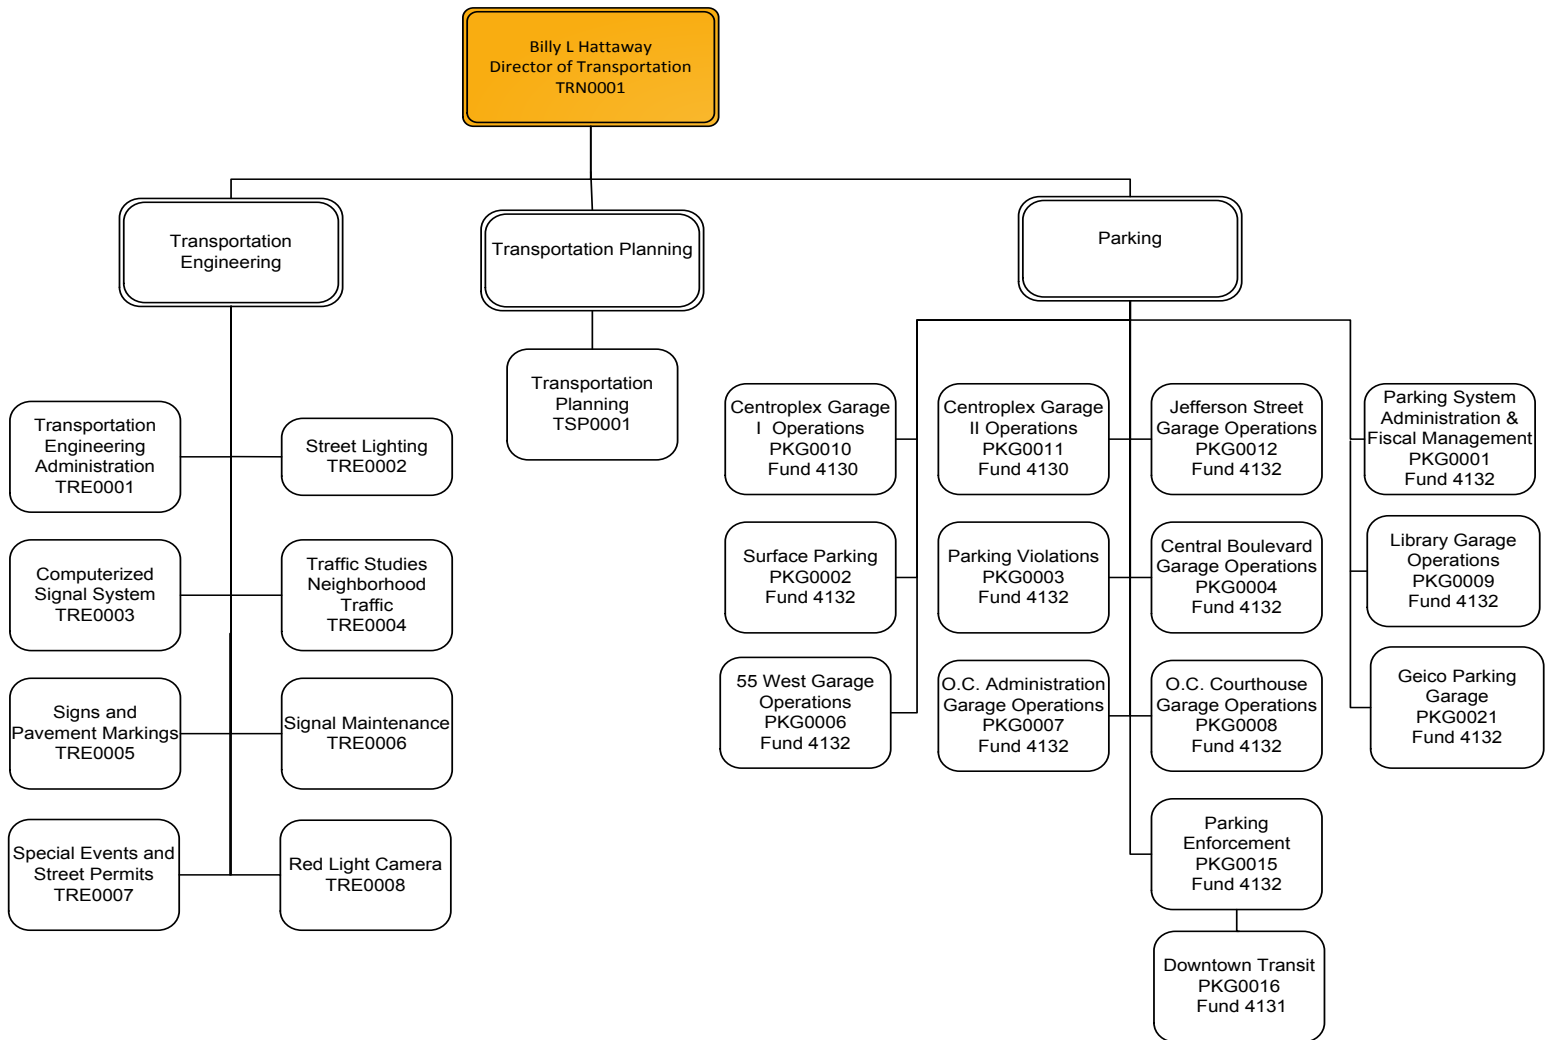 Billy L Hattaway
Director of Transportation
TRN0001
Transportation
Engineering
Transportation Planning
Parking
Transportation
Engineering
Administration
TRE0001
Street Lighting
TRE0002
Computerized
Signal System
TRE0003
Traffic Studies
Neighborhood
Traffic
TRE0004
Signs and
Pavement Markings
TRE0005
Signal Maintenance
TRE0006
Special Events and
Street Permits
TRE0007
Red Light Camera
TRE0008
Transportation
Planning
TSP0001
Centroplex Garage
I Operations
PKG0010
Fund 4130
Centroplex Garage
II Operations
PKG0011
Fund 4130
Jefferson Street
Garage Operations
PKG0012
Fund 4132
Parking System
Administration &
Fiscal Management
PKG0001
Fund 4132
Surface Parking
PKG0002
Fund 4132
Parking Violations
PKG0003
Fund 4132
Central Boulevard
Garage Operations
PKG0004
Fund 4132
Library Garage
Operations
PKG0009
Fund 4132
55 West Garage
Operations
PKG0006
Fund 4132
O.C. Administration
Garage Operations
PKG0007
Fund 4132
O.C. Courthouse
Garage Operations
PKG0008
Fund 4132
Geico Parking
Garage
PKG0021
Fund 4132
Parking
Enforcement
PKG0015
Fund 4132
Downtown Transit
PKG0016
Fund 4131